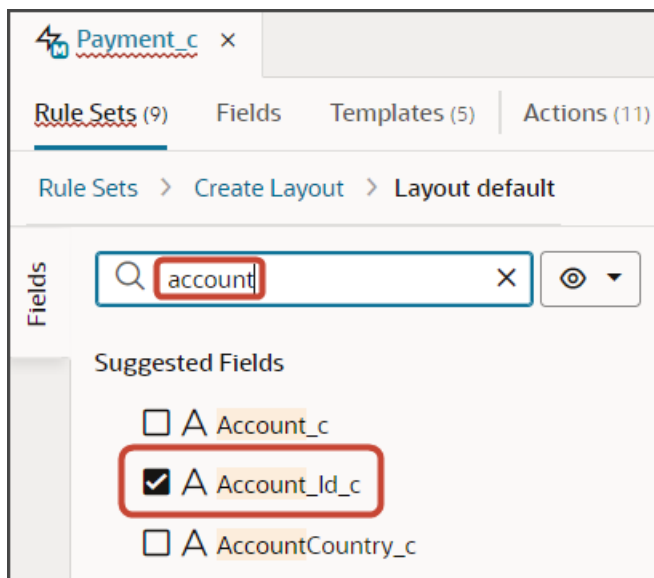 Payment_c ×
Rule Sets (9) Fields Templates (5) Actions (11)
Rule Sets > Create Layout > Layout default
Fields
account
Suggested Fields
A Account_c
A Account_Id_c
A AccountCountry_c